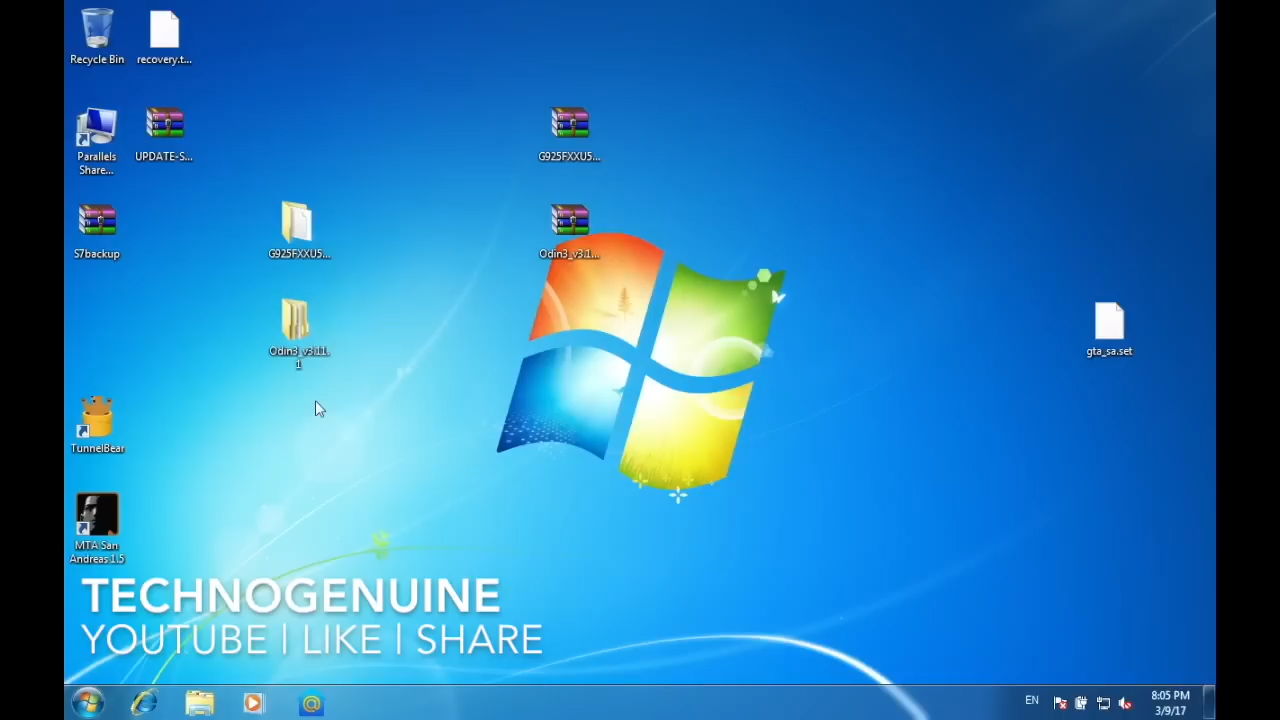 Recycle Bin
recovery.t...
Parallels
Share...
UPDATE-S...
G925FXXU5...
S7backup
G925FXXU5...
Odin3_v3.1...
Odin3_v3.11.
1
gta_sa.set
TunnelBear
MTA San
Andreas 1.5
TECHNOGENUINE
YOUTUBE | LIKE | SHARE
EN
8:05 PM
3/9/17